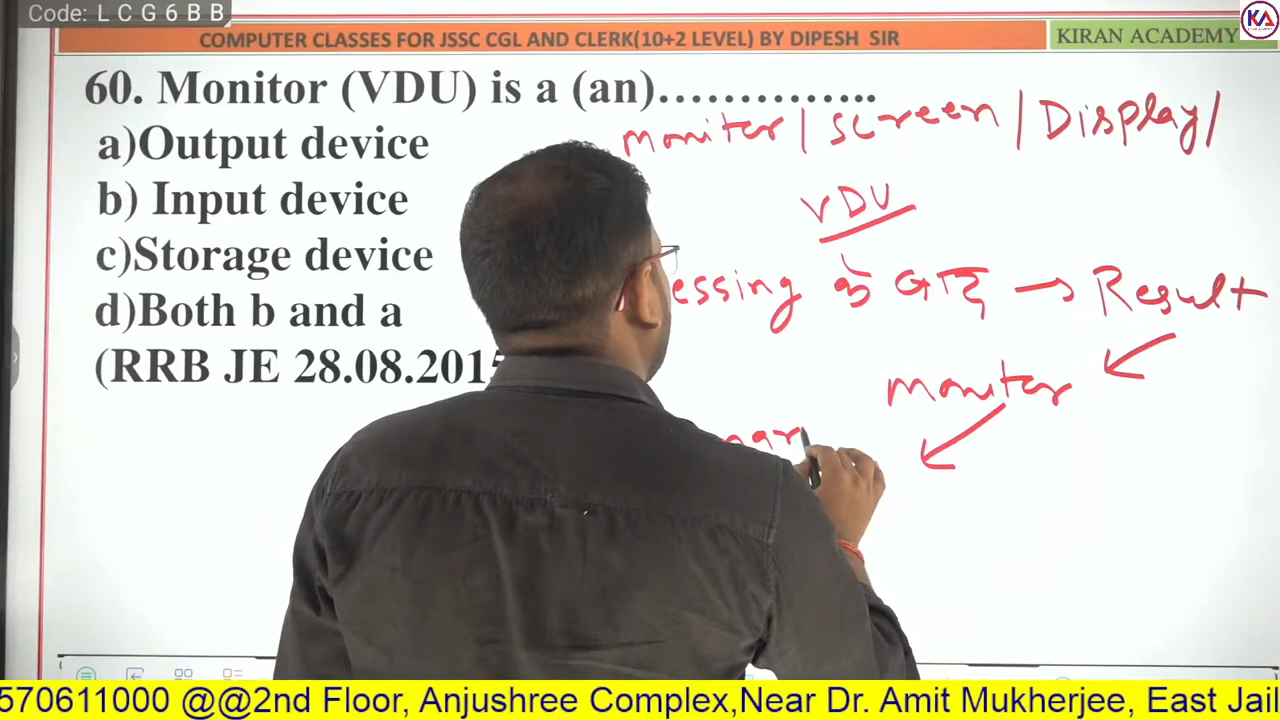 Code: L C G 6 B B
COMPUTER CLASSES FOR JSSC CGL AND CLERK(10+2 LEVEL) BY DIPESH SIR
KIRAN ACADEMY
KA
60. Monitor (VDU) is a (an)…………..
monitor / screen / Display /
a)Output device
b) Input device
VDU
c)Storage device
essing के बाद → Result
d)Both b and a
(RRB JE 28.08.2015
monitor
570611000 @@2nd Floor, Anjushree Complex,Near Dr. Amit Mukherjee, East Jail